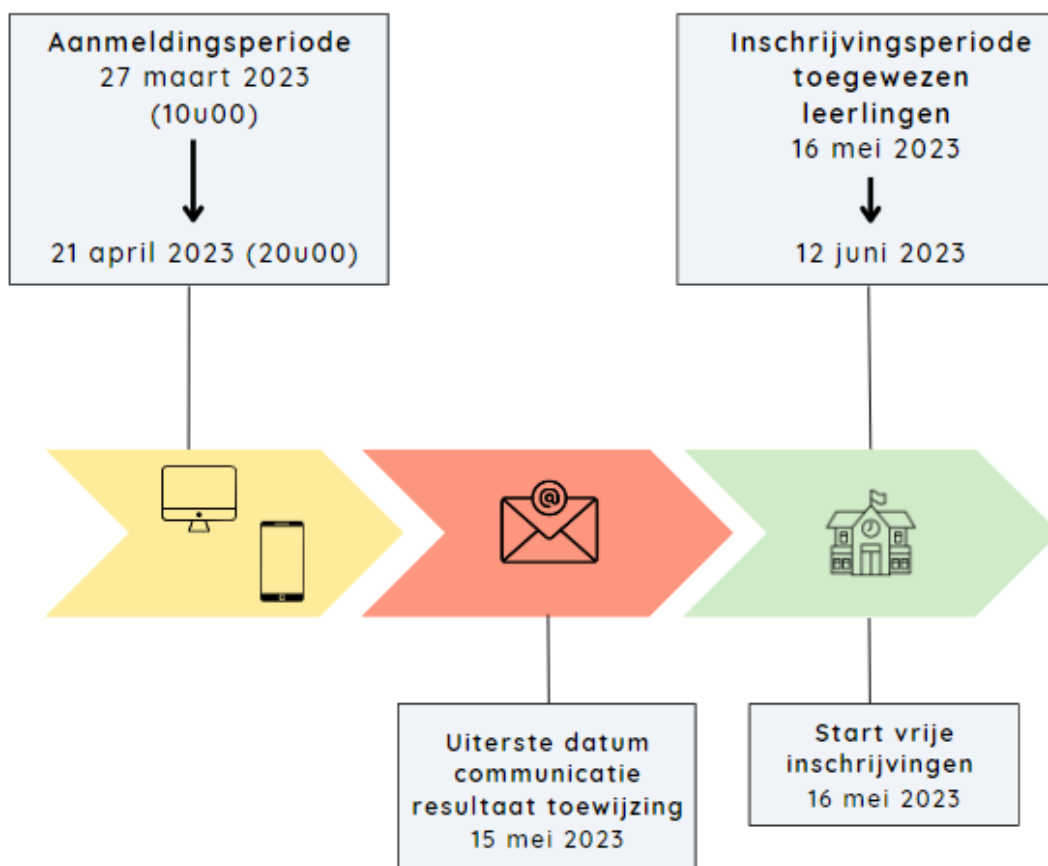 Aanmeldingsperiode
27 maart 2023
(10u00)
21 april 2023 (20u00)
Inschrijvingsperiode
toegewezen
leerlingen
16 mei 2023
12 juni 2023
@
Uiterste datum
communicatie
resultaat toewijzing
15 mei 2023
Start vrije
inschrijvingen
16 mei 2023